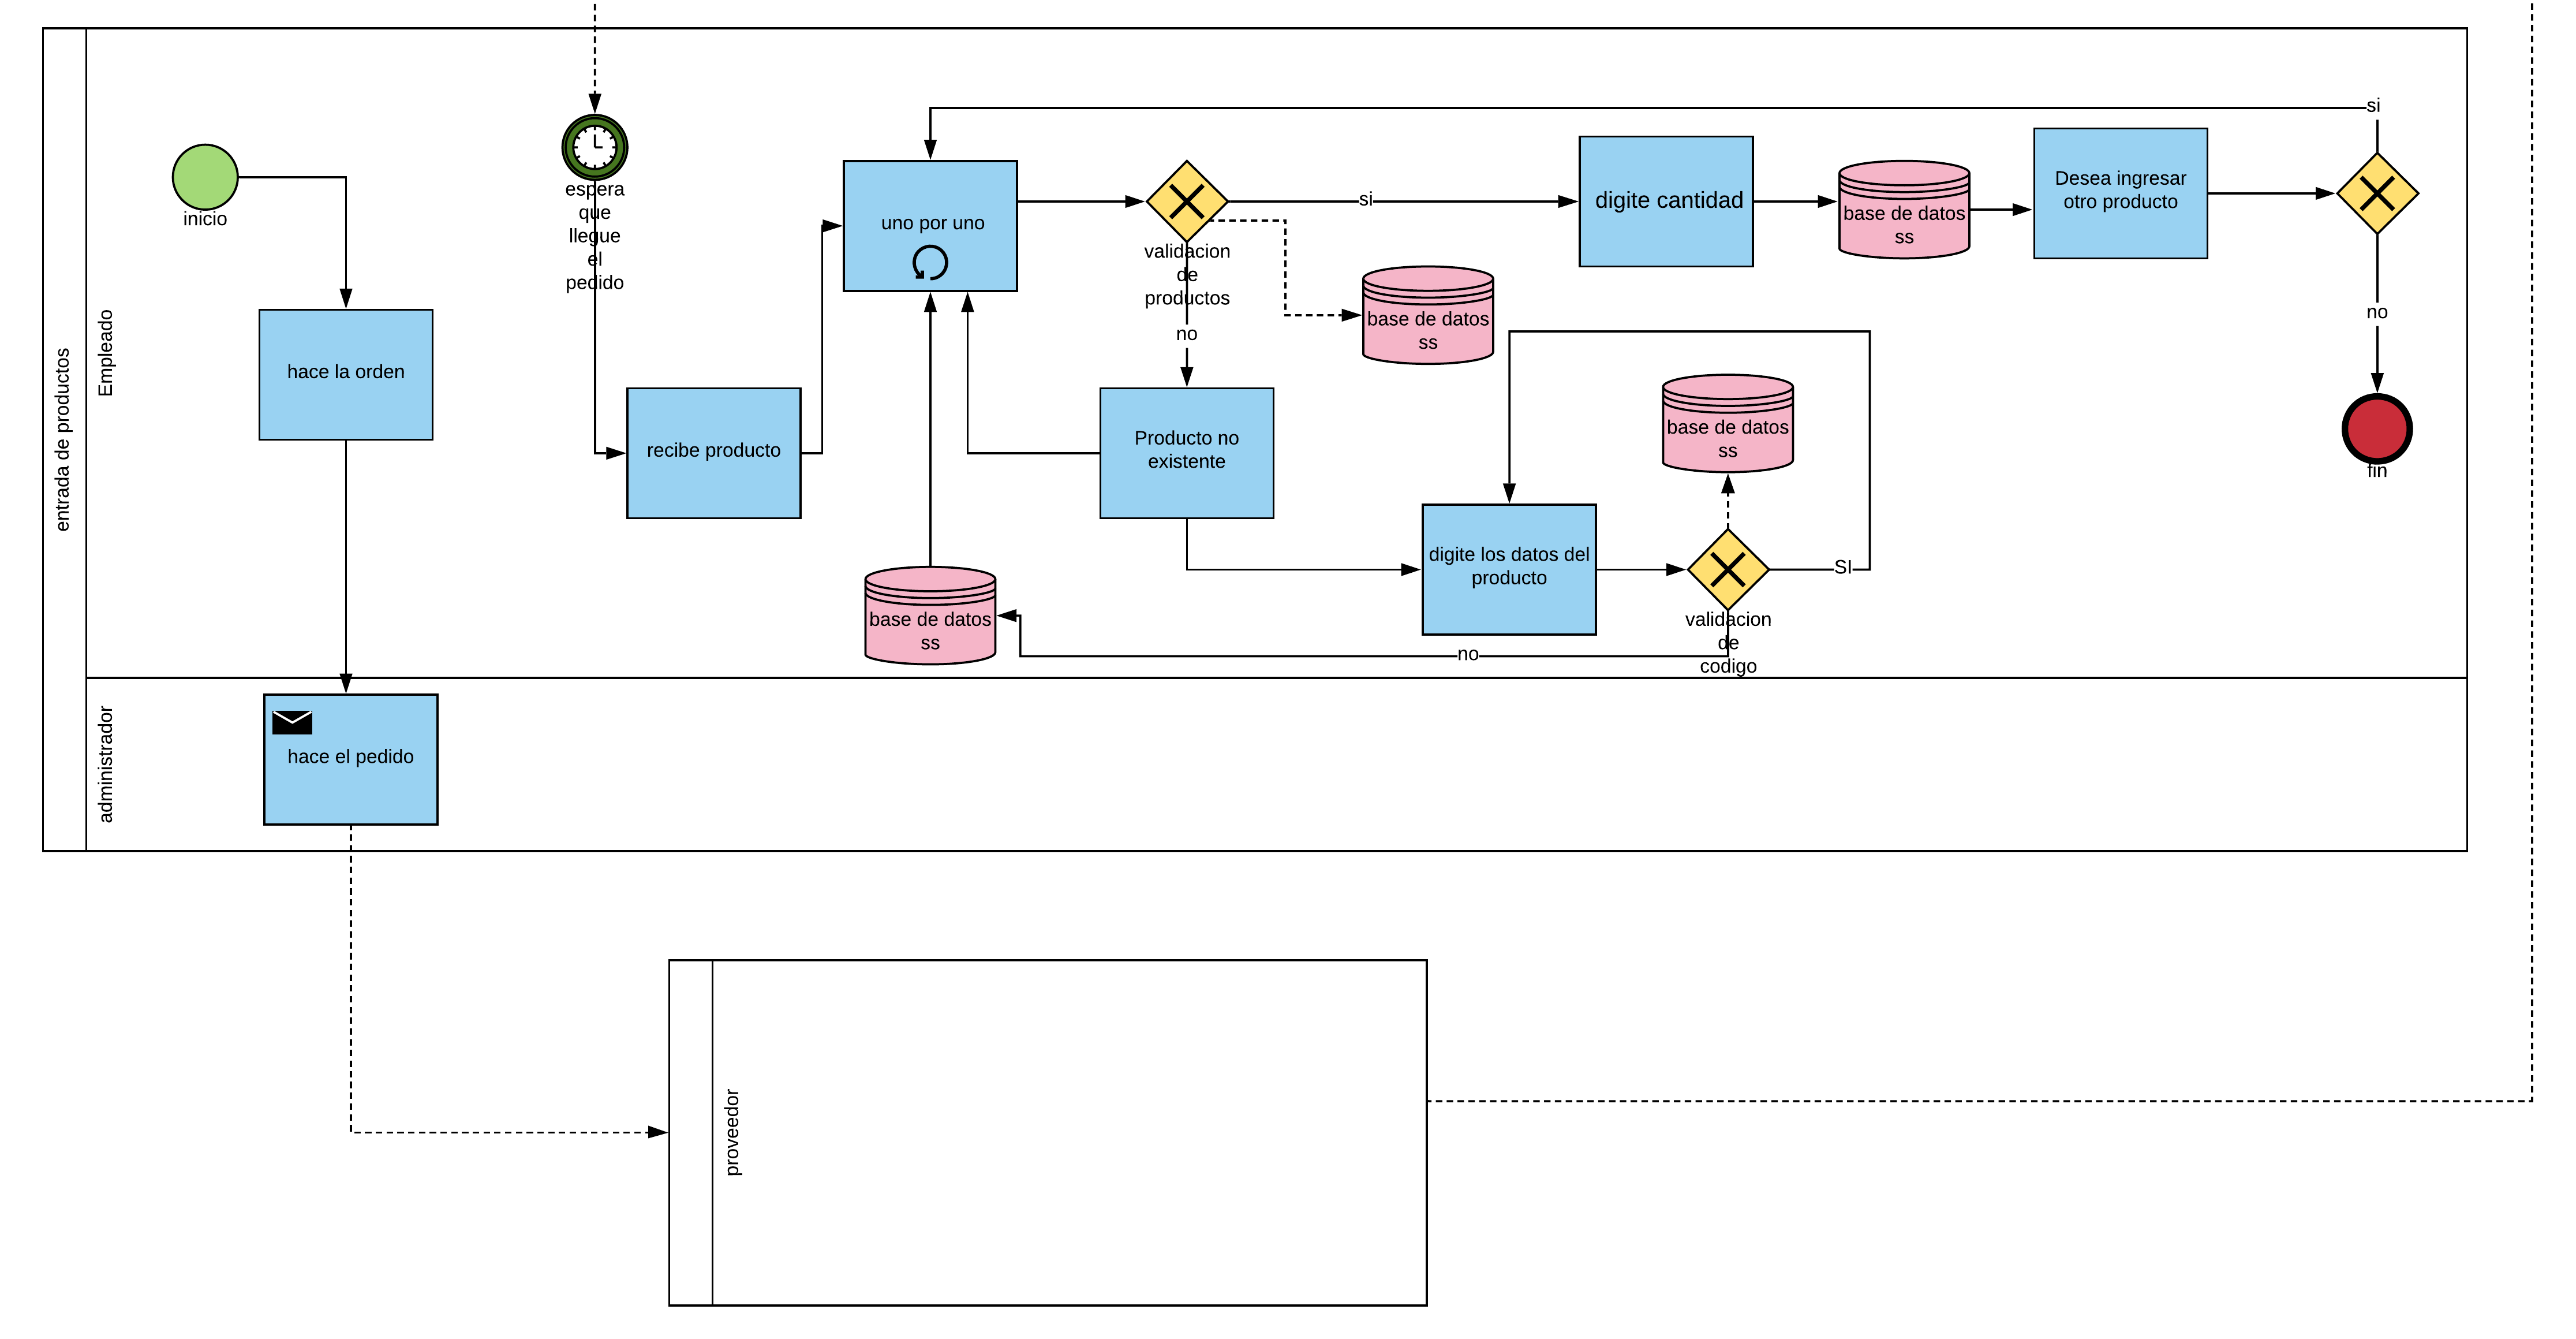 entrada de productos
Empleado
inicio
hace la orden
espera
que
llegue
el
pedido
recibe producto
uno por uno
validacion
de
productos
si
no
base de datos
ss
Producto no
existente
digite cantidad
base de datos
ss
Desea ingresar
otro producto
si
no
fin
base de datos
ss
digite los datos del
producto
SI
validacion
de
codigo
no
base de datos
ss
administrador
hace el pedido
proveedor